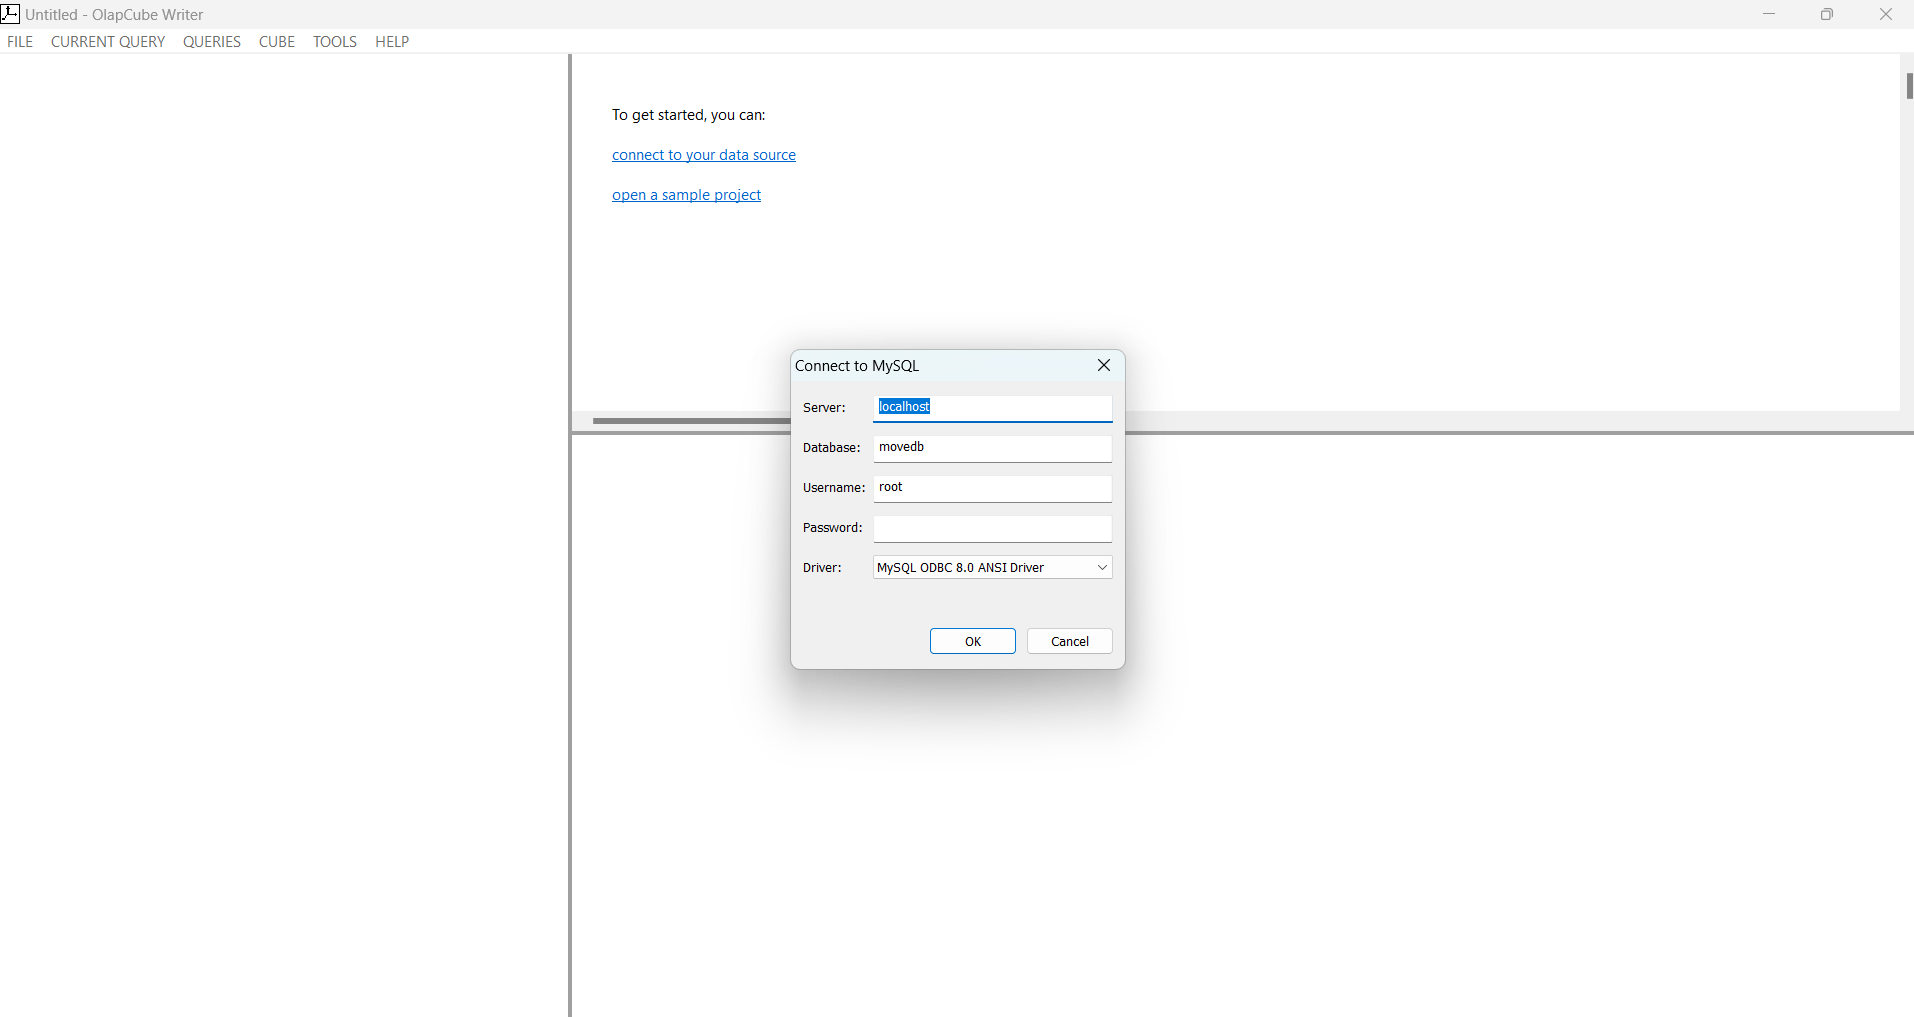 Untitled - OlapCube Writer
FILE CURRENT QUERY QUERIES CUBE TOOLS HELP
To get started, you can:
connect to your data source
open a sample project
Connect to MySQL
Server: localhost
Database: movedb
Username: root
Password:
Driver: MySQL ODBC 8.0 ANSI Driver
OK Cancel